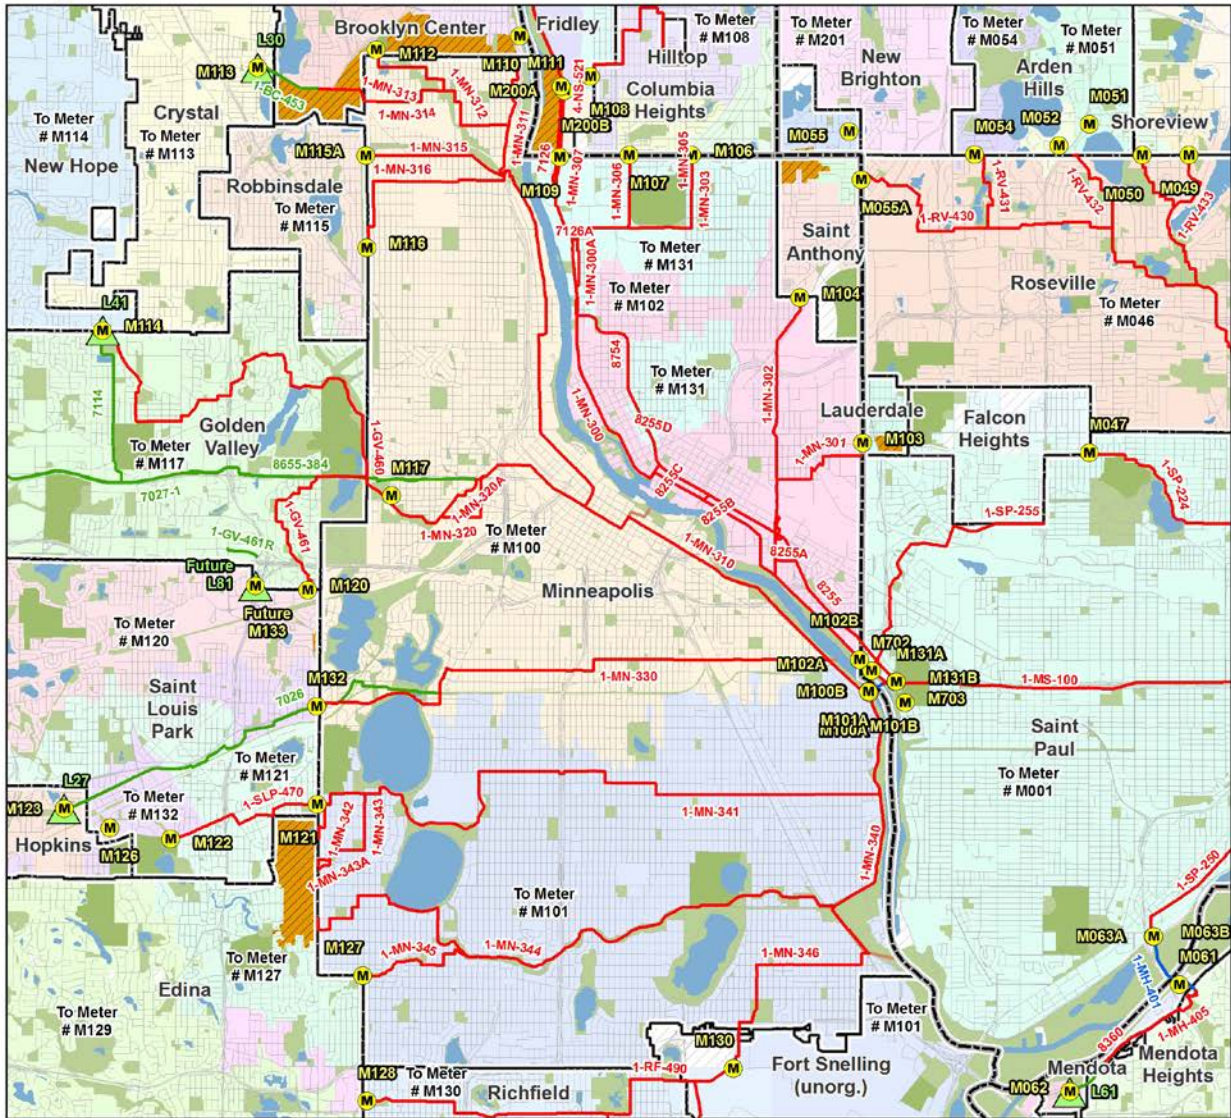 Brooklyn Center
Fridley
To Meter
# M108
To Meter
# M201
To Meter
# M054
To Meter
# M051
L30
M113
M112
M110
M111
Hilltop
New
Brighton
Arden
Hills
M051
1-BC-453
1-MN-313
1-MN-312
M200A
4-NS-521
M108
Columbia
Heights
M200B
Crystal
To Meter
# M114
To Meter
# M113
1-MN-314
1-MN-311
M055
M054
M052
Shoreview
New Hope
M115A
1-MN-315
1-MN-316
7126
1-MN-307
M109
1-MN-306
M107
1-MN-305
M106
1-MN-303
M055A
1-RV-430
1-RV-431
1-RV-432
M050
M049
1-RV-433
Robbinsdale
To Meter
# M115
M116
7126A
1-MN-300A
To Meter
# M131
Saint
Anthony
To Meter
# M102
M104
Roseville
To Meter
# M046
L41
M114
7114
8754
To Meter
# M131
1-MN-302
1-MN-300
8255D
Golden
Valley
To Meter
# M117
1-GV-460
Lauderdale
1-MN-301
M103
Falcon
Heights
M047
8655-384
7027-1
M117
1-MN-320A
1-MN-320
8255C
8255B
1-SP-224
1-SP-255
1-GV-461
1-GV-461R
To Meter
# M100
1-MN-310
8255A
8255
Future
L81
M120
Future
M133
Minneapolis
To Meter
# M120
M102B
M702
M131A
M132
1-MN-330
M102A
M131B
1-MS-100
M100B
M703
Saint
Louis
Park
7026
M101A
M100A
M101B
Saint
Paul
To Meter
# M001
To Meter
# M121
L27
M123
To Meter
# M132
1-SLP-470
1-MN-342
1-MN-343
1-MN-341
1-MN-340
Hopkins
M126
M122
M121
1-MN-343A
1-SP-250
To Meter
# M101
M127
1-MN-345
1-MN-344
1-MN-346
M063A
M063B
M061
1-MH-401
Edina
To Meter
# M127
To Meter
# M129
To Meter
# M101
8360
1-MH-405
M130
M128
To Meter
# M130
1-RF-490
Richfield
Fort Snelling
(unorg.)
M062
Mendota
L61
Mendota
Heights